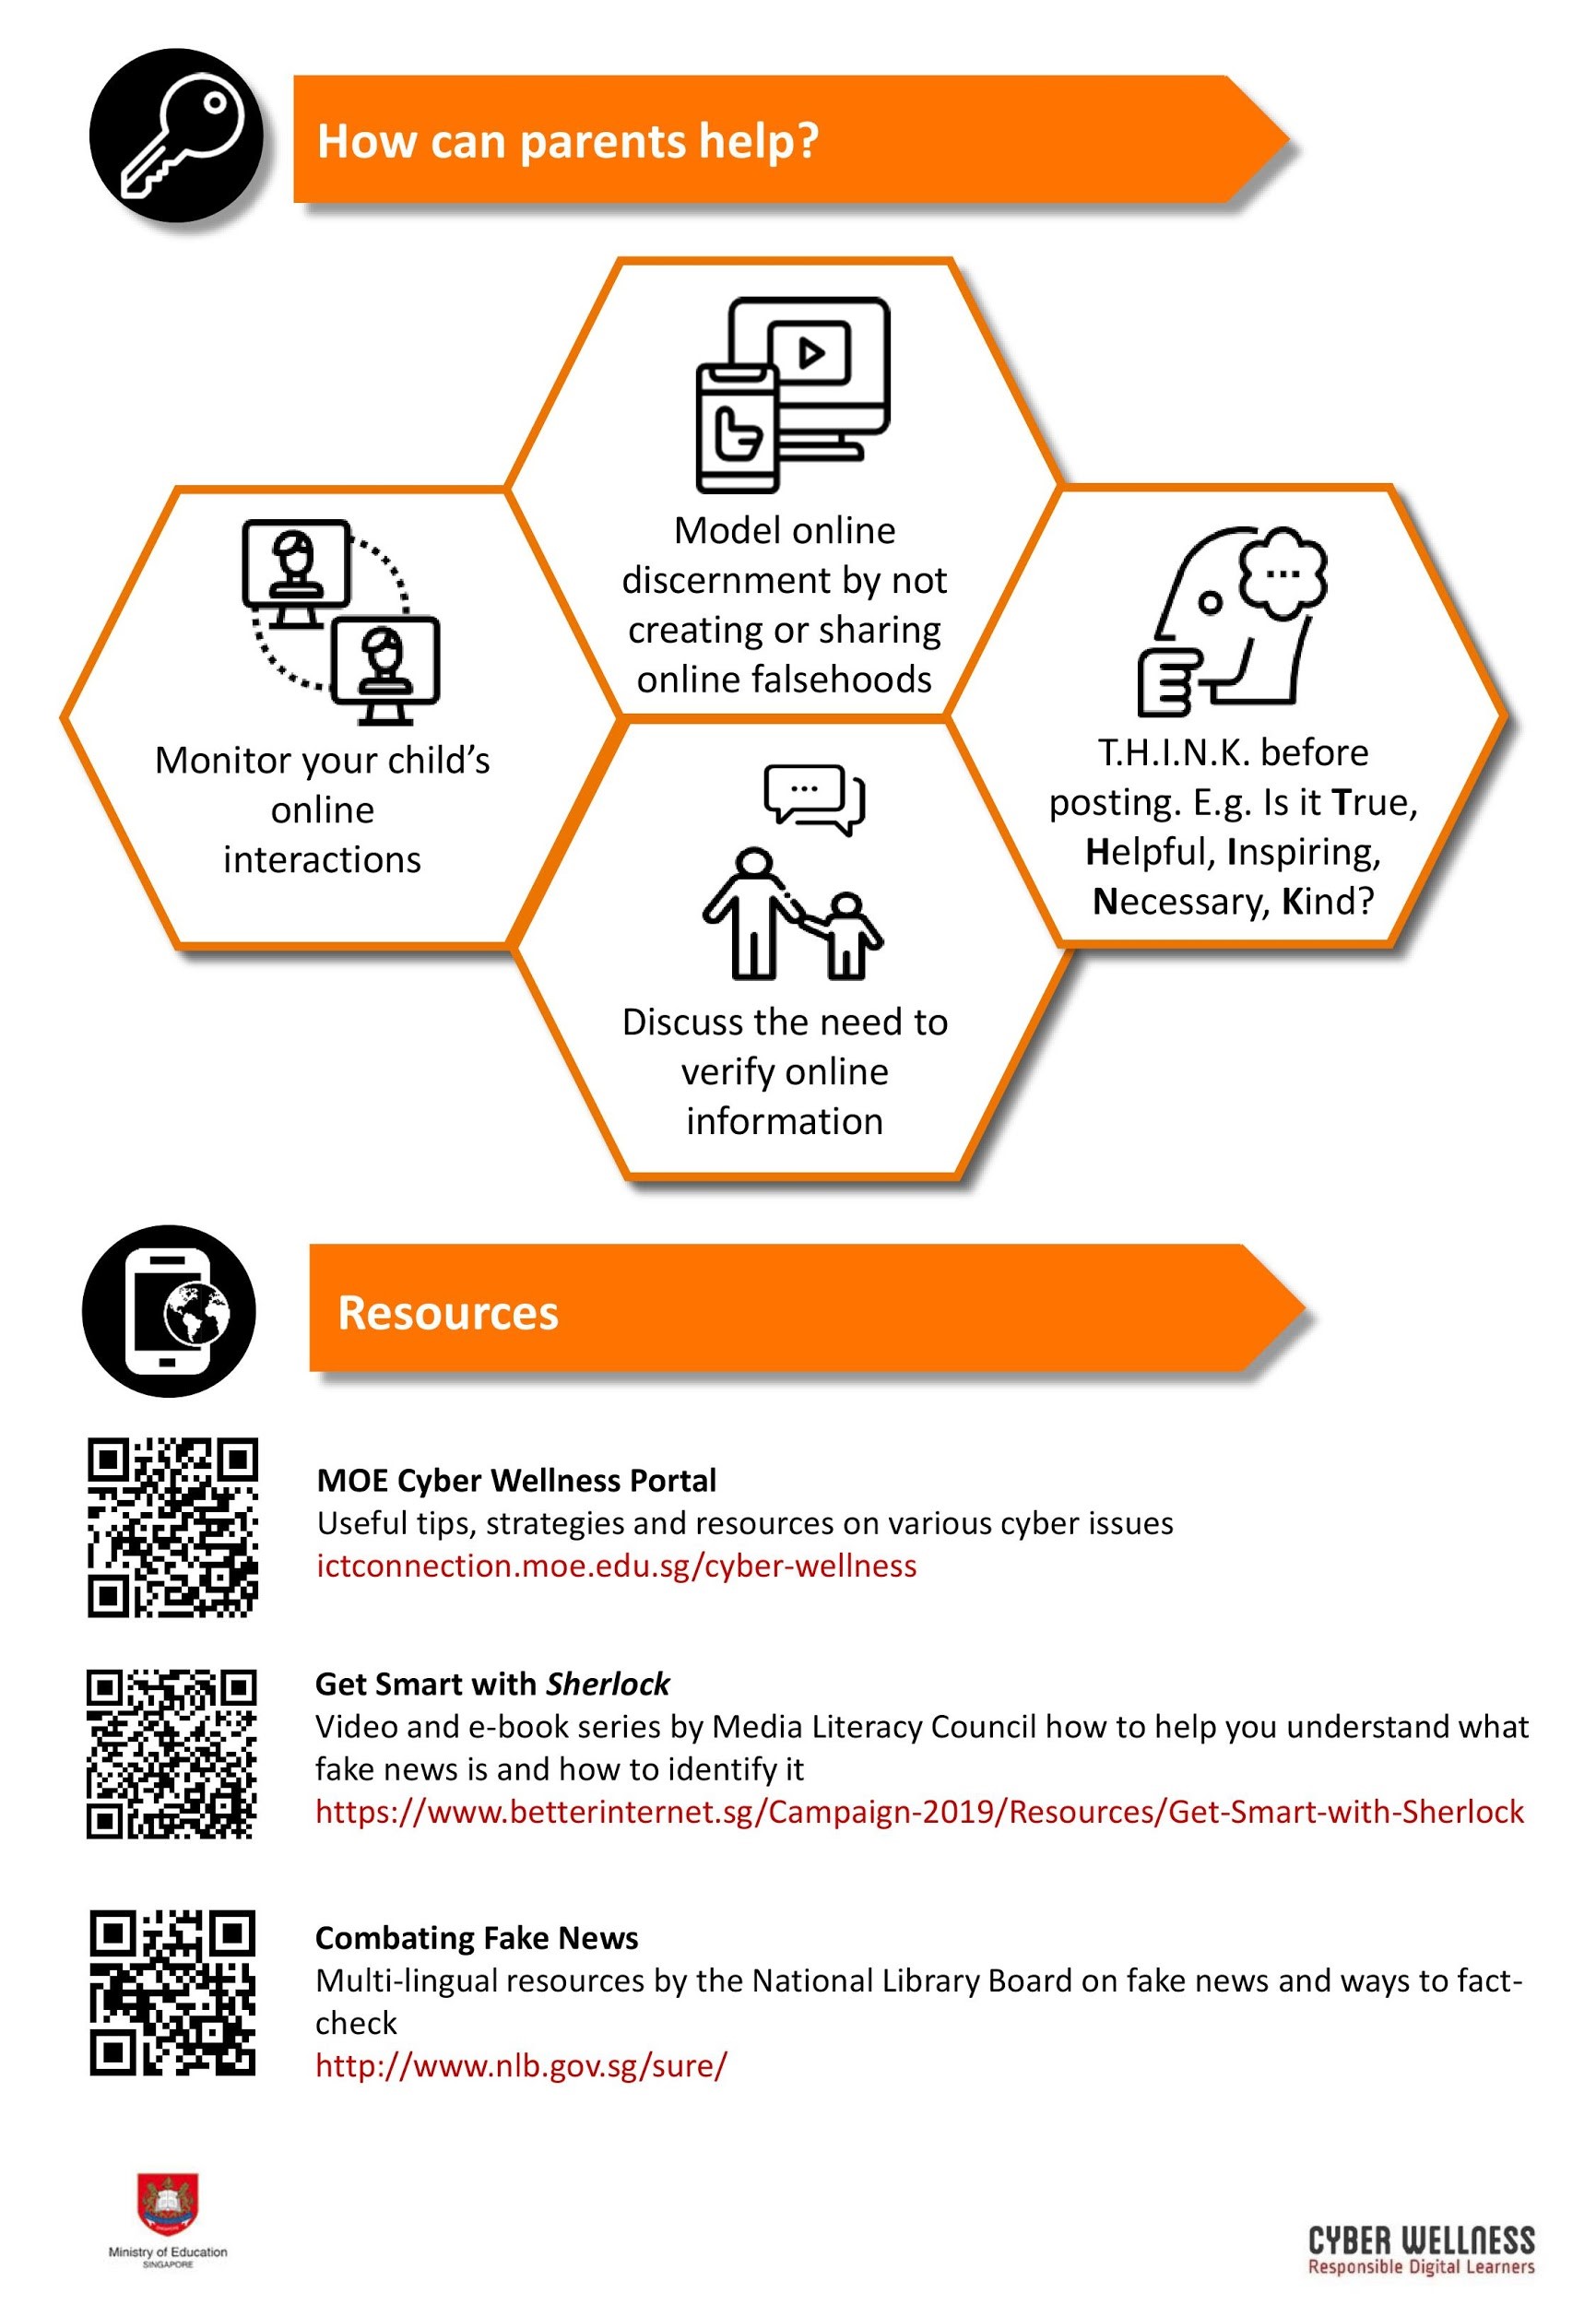 How can parents help?
Model online
discernment by not
creating or sharing
online falsehoods
Monitor your child’s
online
interactions
T.H.I.N.K. before
posting. E.g. Is it True,
Helpful, Inspiring,
Necessary, Kind?
Discuss the need to
verify online
information
Resources
MOE Cyber Wellness Portal
Useful tips, strategies and resources on various cyber issues
ictconnection.moe.edu.sg/cyber-wellness
Get Smart with Sherlock
Video and e-book series by Media Literacy Council how to help you understand what
fake news is and how to identify it
https://www.betterinternet.sg/Campaign-2019/Resources/Get-Smart-with-Sherlock
Combating Fake News
Multi-lingual resources by the National Library Board on fake news and ways to fact-
check
http://www.nlb.gov.sg/sure/
Ministry of Education
SINGAPORE
CYBER WELLNESS
Responsible Digital Learners